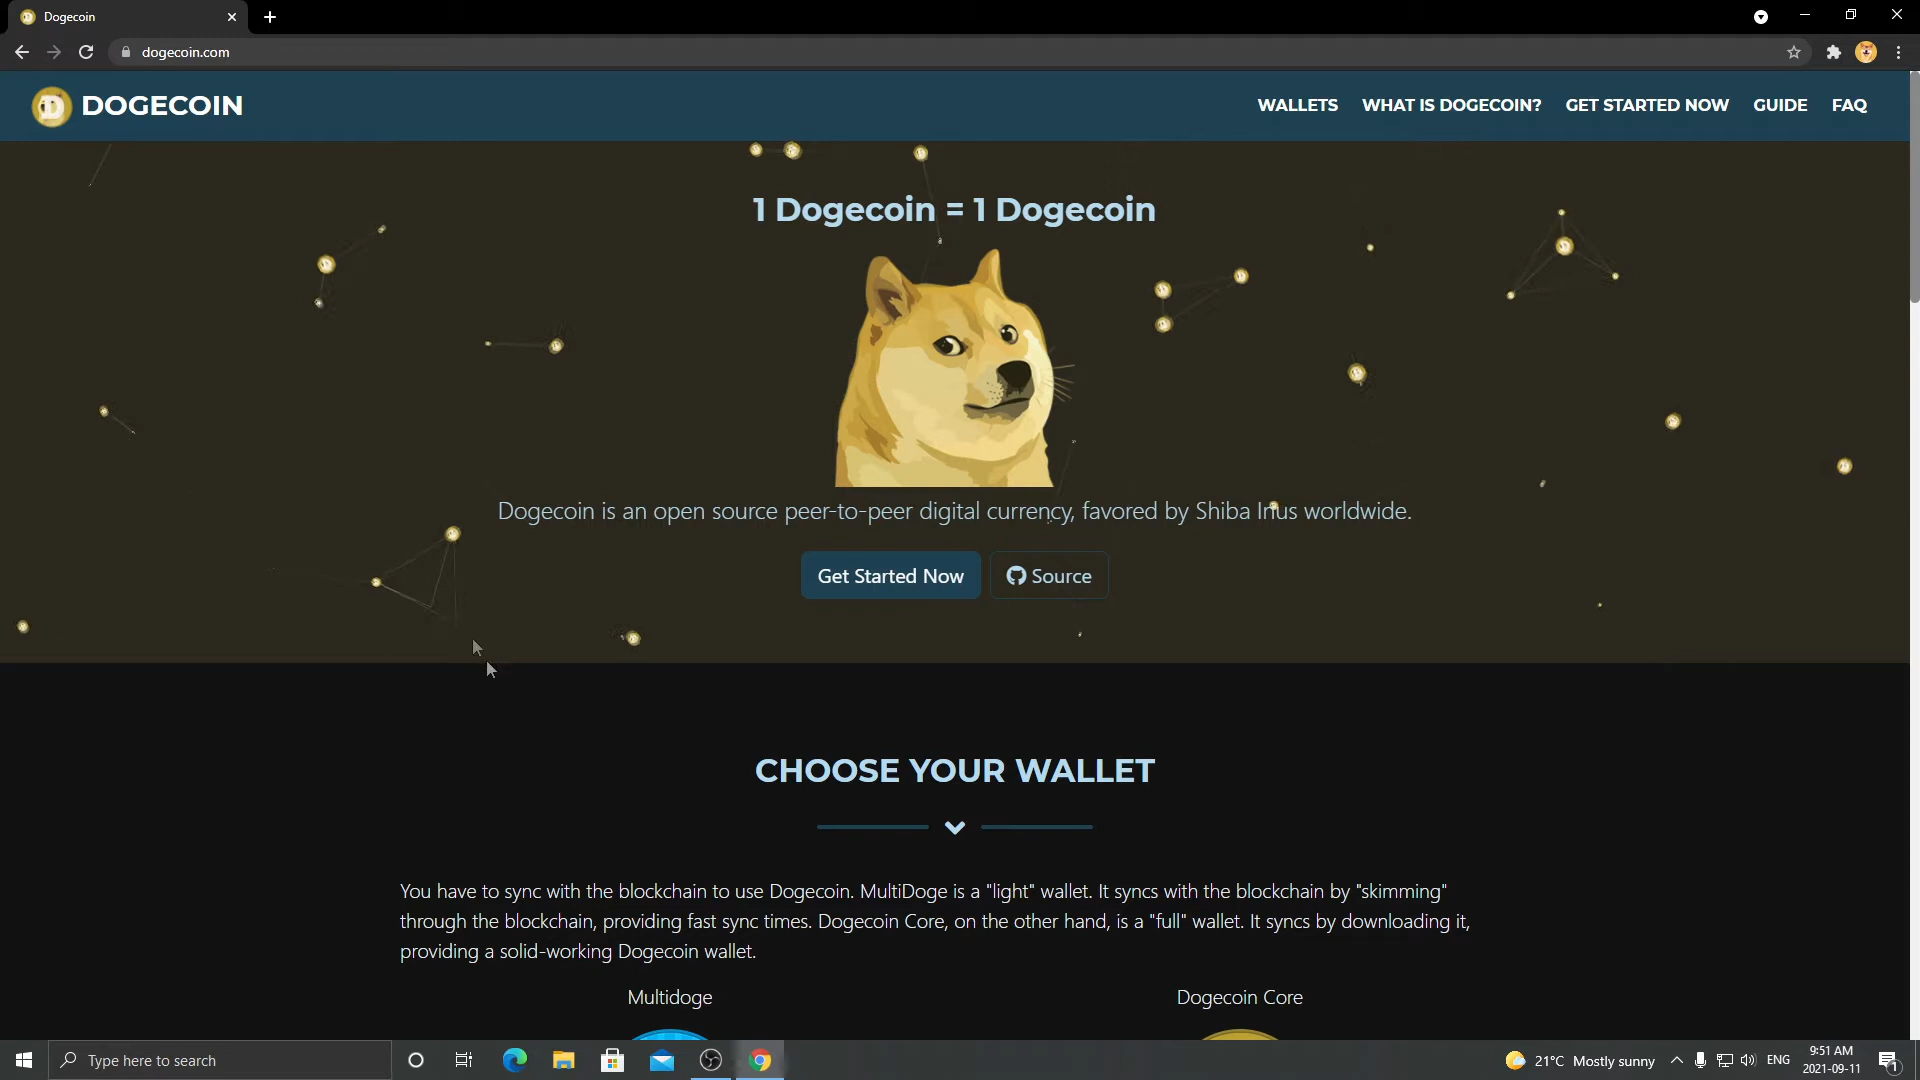 Dogecoin
dogecoin.com
DOGECOIN
WALLETS
WHAT IS DOGECOIN?
GET STARTED NOW
GUIDE
FAQ
1 Dogecoin = 1 Dogecoin
Dogecoin is an open source peer-to-peer digital currency, favored by Shiba Inus worldwide.
Get Started Now
Source
CHOOSE YOUR WALLET
You have to sync with the blockchain to use Dogecoin. MultiDoge is a "light" wallet. It syncs with the blockchain by "skimming"
through the blockchain, providing fast sync times. Dogecoin Core, on the other hand, is a "full" wallet. It syncs by downloading it,
providing a solid-working Dogecoin wallet.
Multidoge
Dogecoin Core
Type here to search
21°C Mostly sunny
ENG
9:51 AM
2021-09-11
1